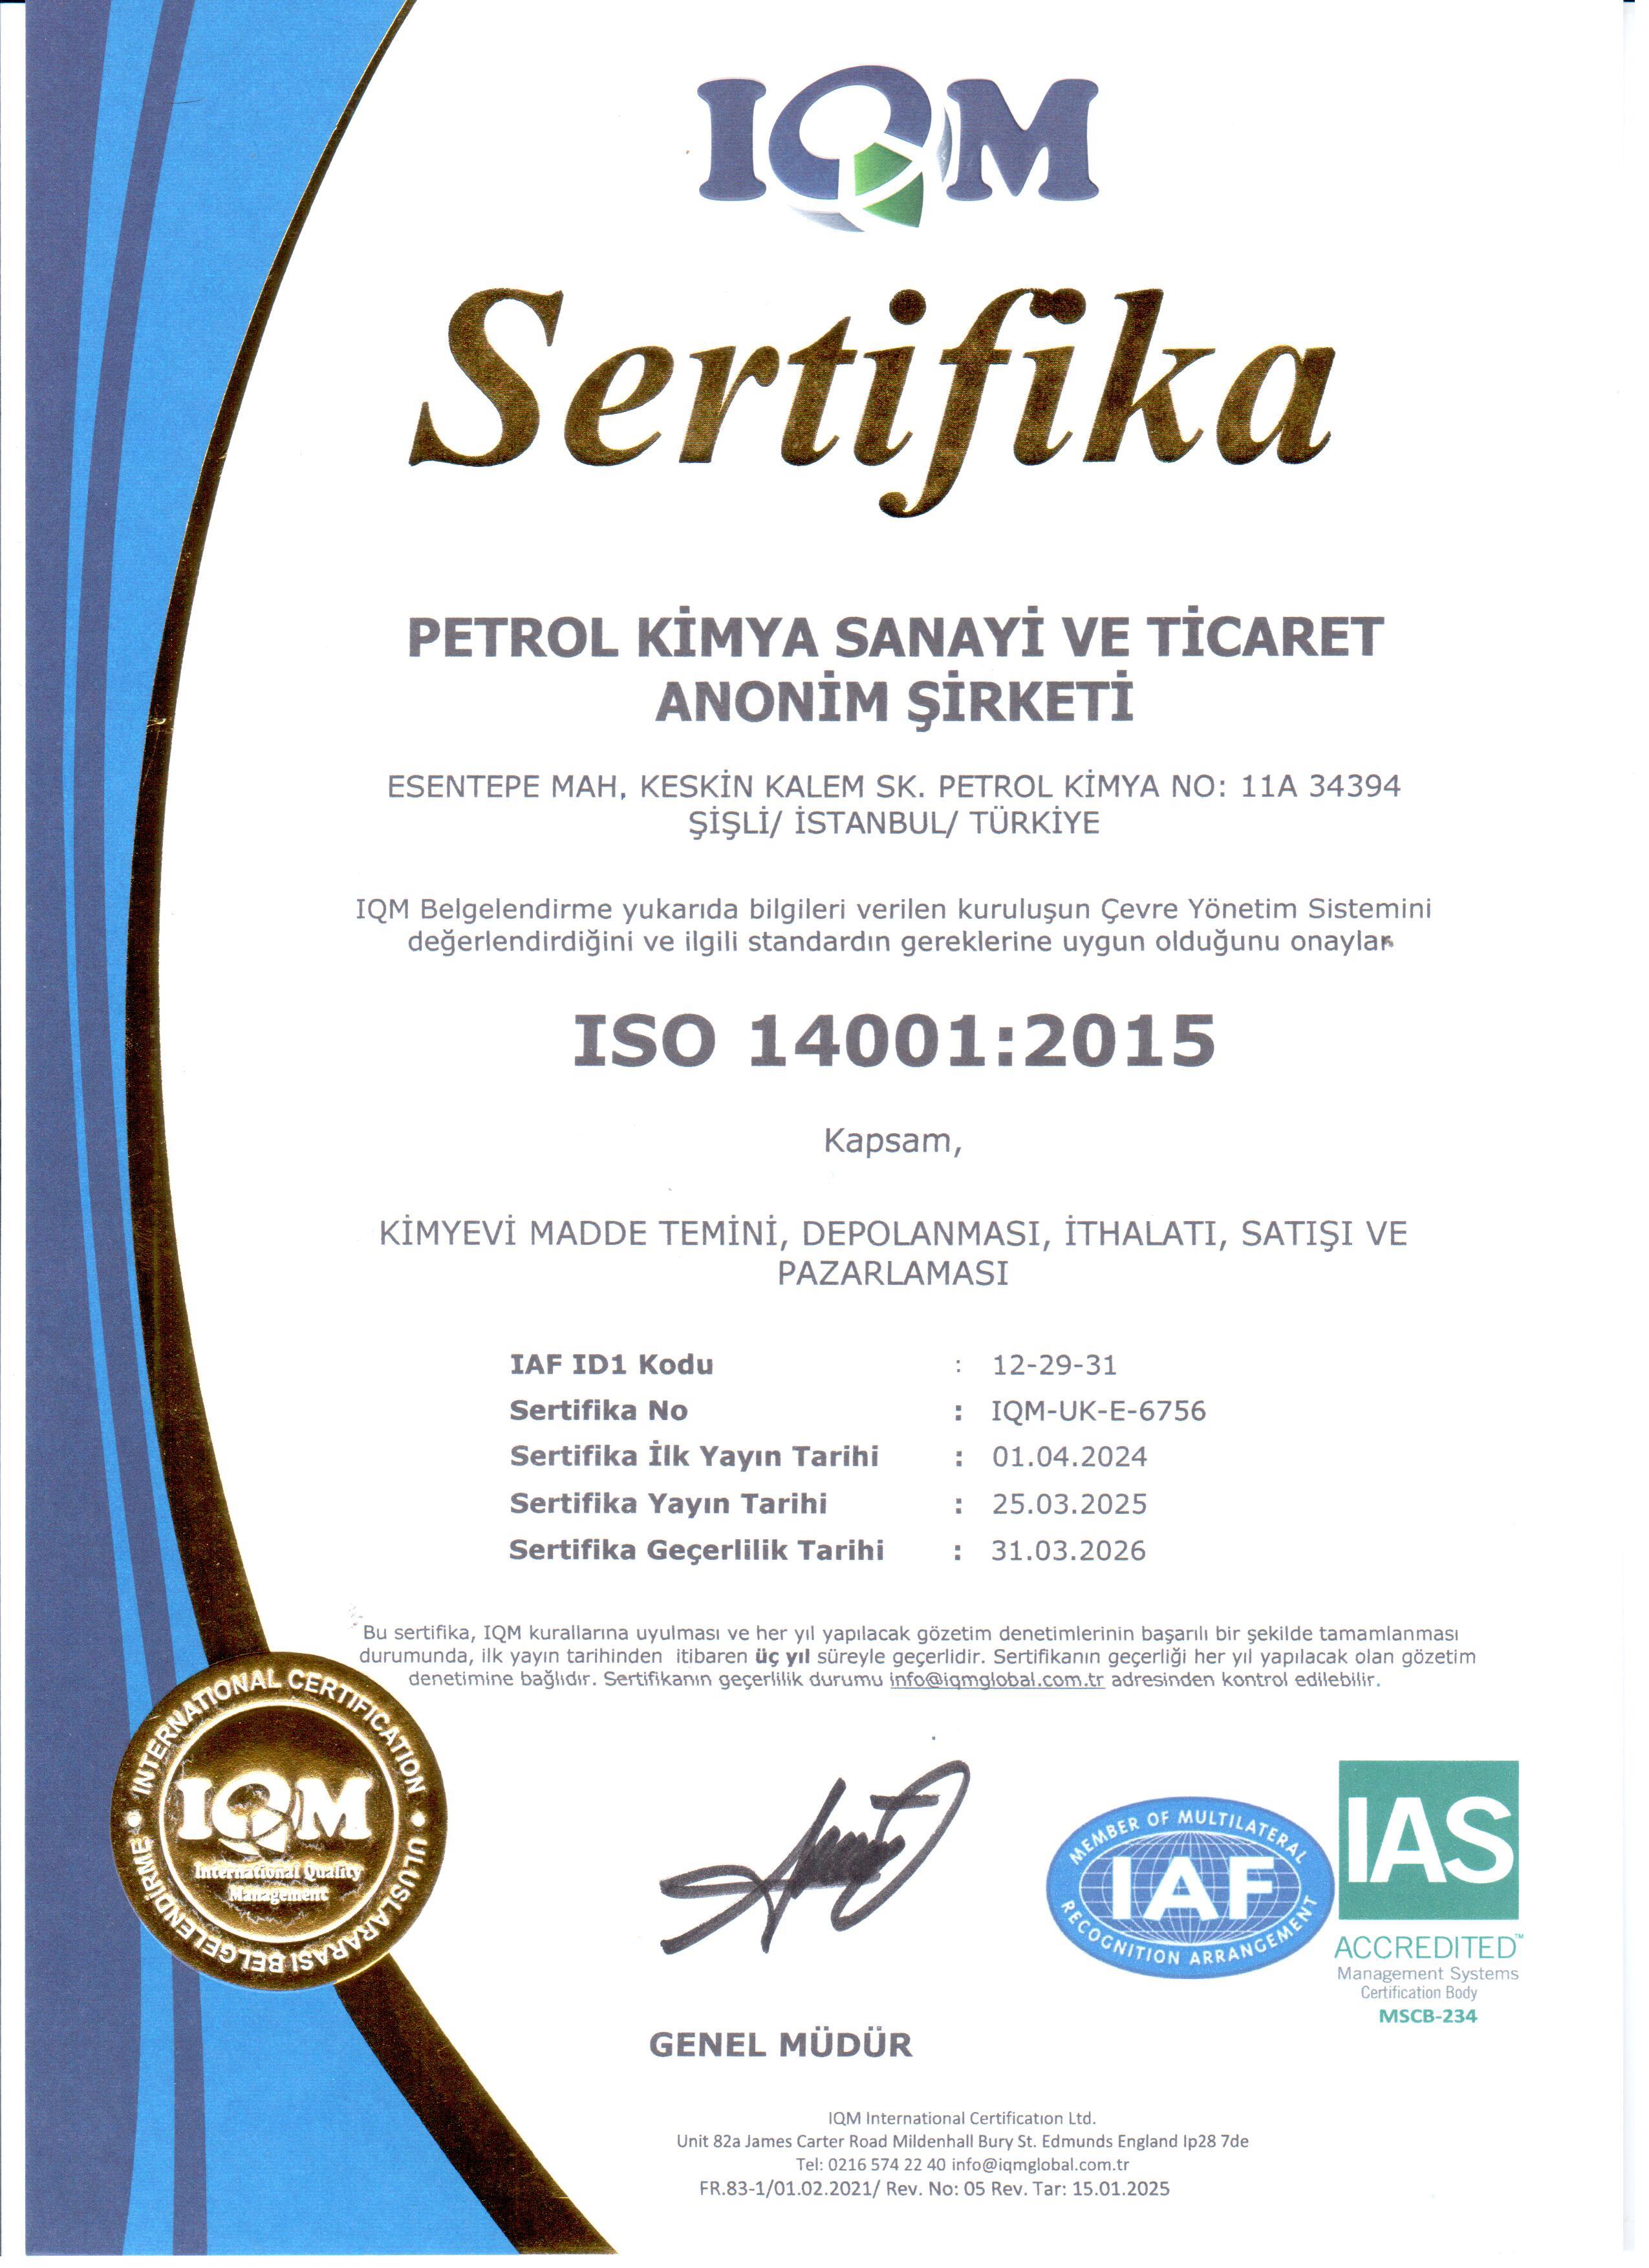 IQM
Sertifika
PETROL KİMYA SANAYİ VE TİCARET
ANONİM ŞİRKETİ
ESENTEPE MAH. KESKİN KALEM SK. PETROL KİMYA NO: 11A 34394
ŞİŞLİ/ İSTANBUL/ TÜRKİYE
IQM Belgelendirme yukarıda bilgileri verilen kuruluşun Çevre Yönetim Sistemini
değerlendirdiğini ve ilgili standardın gereklerine uygun olduğunu onaylar
ISO 14001:2015
Kapsam,
KİMYEVİ MADDE TEMİNİ, DEPOLANMASI, İTHALATI, SATIŞI VE
PAZARLAMASI
IAF ID1 Kodu : 12-29-31
Sertifika No : IQM-UK-E-6756
Sertifika İlk Yayın Tarihi : 01.04.2024
Sertifika Yayın Tarihi : 25.03.2025
Sertifika Geçerlilik Tarihi : 31.03.2026
Bu sertifika, IQM kurallarına uyulması ve her yıl yapılacak gözetim denetimlerinin başarılı bir şekilde tamamlanması
durumunda, ilk yayın tarihinden itibaren üç yıl süreyle geçerlidir. Sertifikanın geçerliği her yıl yapılacak olan gözetim
denetimine bağlıdır. Sertifikanın geçerlilik durumu info@iqmglobal.com.tr adresinden kontrol edilebilir.
INTERNATIONAL CERTIFICATION
IQM
International Quality
Management
ULUSLARARASI BELGELENDİRME
MEMBER OF MULTILATERAL
IAF
RECOGNITION ARRANGEMENT
IAS
ACCREDITED™
Management Systems
Certification Body
MSCB-234
GENEL MÜDÜR
IQM International Certification Ltd.
Unit 82a James Carter Road Mildenhall Bury St. Edmunds England Ip28 7de
Tel: 0216 574 22 40 info@iqmglobal.com.tr
FR.83-1/01.02.2021/ Rev. No: 05 Rev. Tar: 15.01.2025